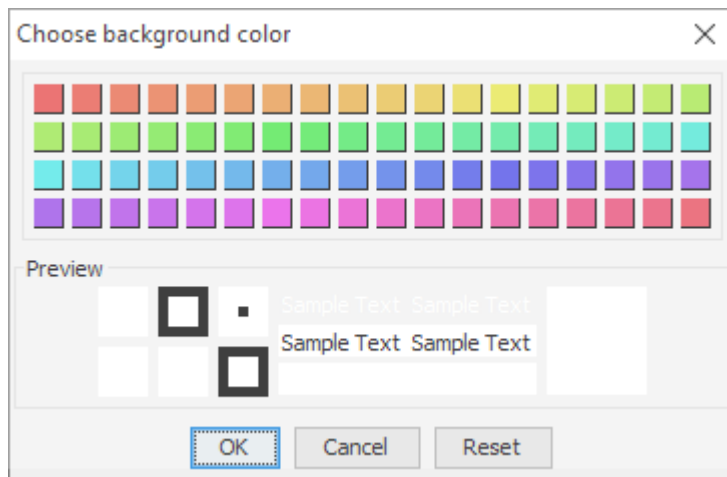 Choose background color
Preview
Sample Text Sample Text
Sample Text Sample Text
OK Cancel Reset